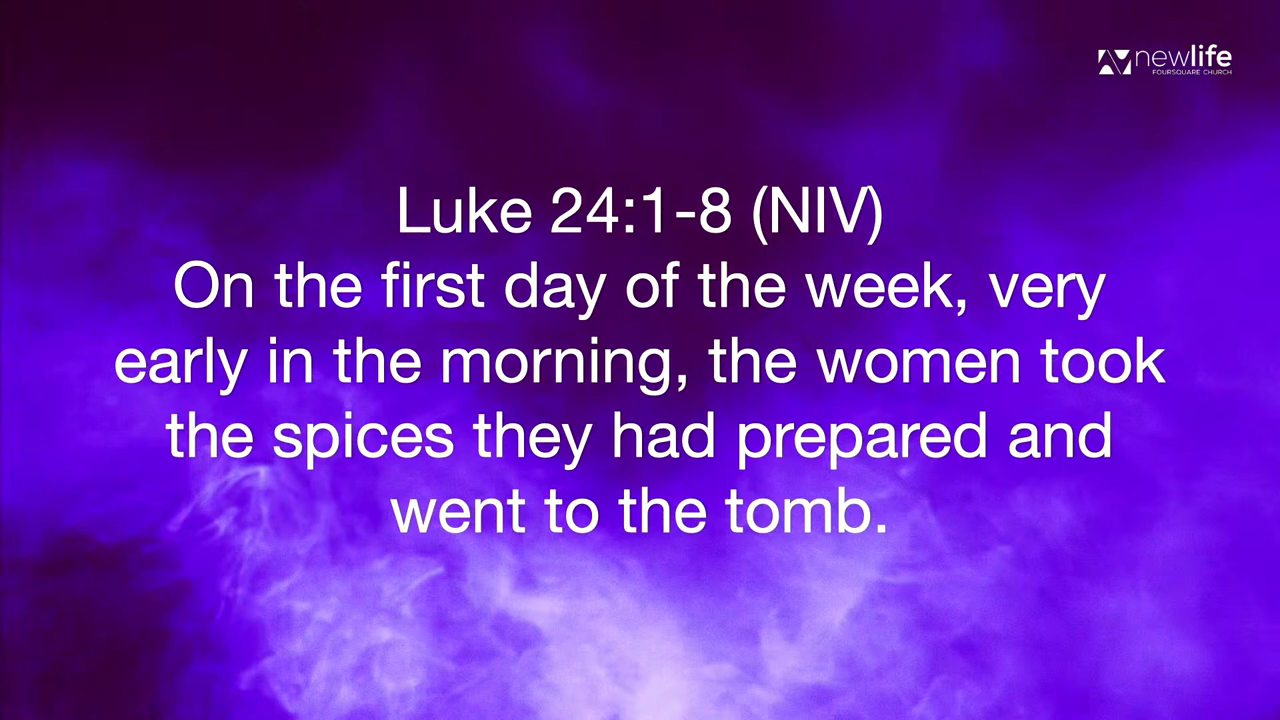 newlife
FOURSQUARE CHURCH
Luke 24:1-8 (NIV)
On the first day of the week, very
early in the morning, the women took
the spices they had prepared and
went to the tomb.